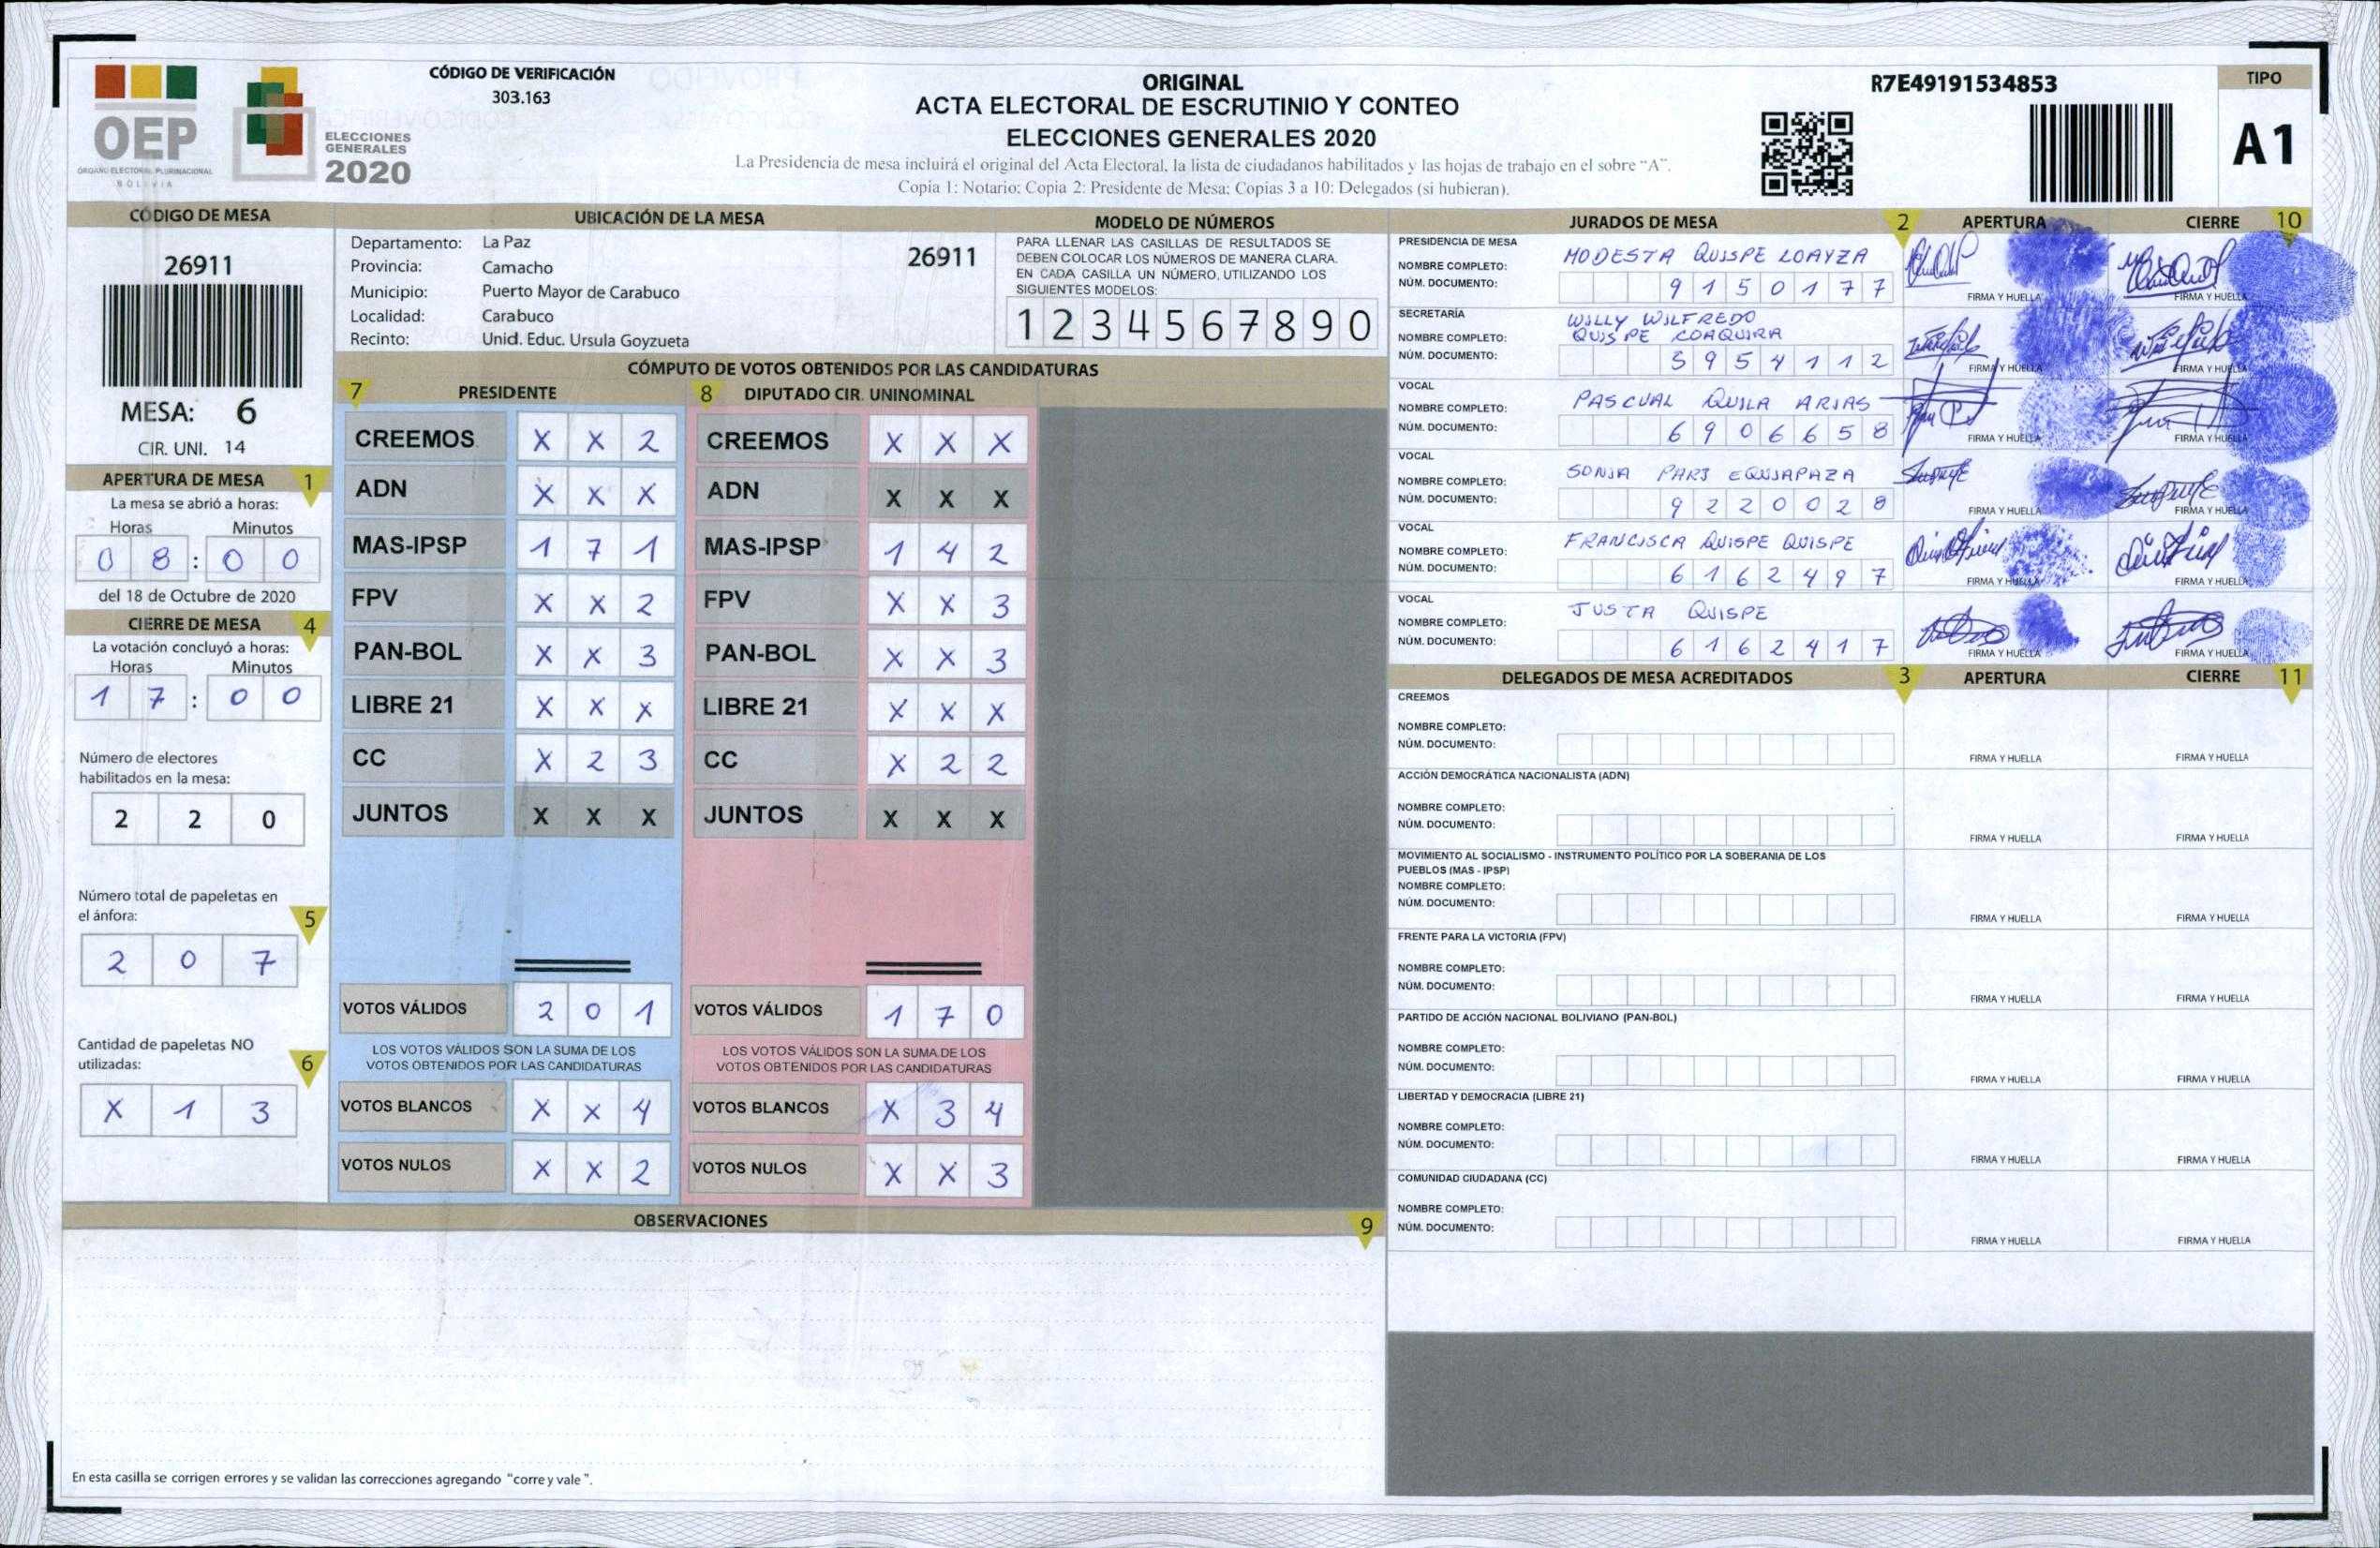 OEP
ÓRGANO ELECTORAL PLURINACIONAL
BOLIVIA
ELECCIONES
GENERALES
2020
CÓDIGO DE VERIFICACIÓN
303.163
ORIGINAL
ACTA ELECTORAL DE ESCRUTINIO Y CONTEO
ELECCIONES GENERALES 2020
La Presidencia de mesa incluirá el original del Acta Electoral, la lista de ciudadanos habilitados y las hojas de trabajo en el sobre "A".
Copia 1: Notario; Copia 2: Presidente de Mesa; Copias 3 a 10: Delegados (si hubieran).
R7E49191534853
TIPO
A1
CÓDIGO DE MESA
26911
MESA: 6
CIR. UNI. 14
APERTURA DE MESA 1
La mesa se abrió a horas:
Horas Minutos
0 8 : 0 0
del 18 de Octubre de 2020
CIERRE DE MESA 4
La votación concluyó a horas:
Horas Minutos
1 7 : 0 0
Número de electores
habilitados en la mesa:
2 2 0
Número total de papeletas en
el ánfora: 5
2 0 7
Cantidad de papeletas NO
utilizadas: 6
X 1 3
UBICACIÓN DE LA MESA
Departamento: La Paz 26911
Provincia: Camacho
Municipio: Puerto Mayor de Carabuco
Localidad: Carabuco
Recinto: Unid. Educ. Ursula Goyzueta
MODELO DE NÚMEROS
PARA LLENAR LAS CASILLAS DE RESULTADOS SE
DEBEN COLOCAR LOS NÚMEROS DE MANERA CLARA.
EN CADA CASILLA UN NÚMERO, UTILIZANDO LOS
SIGUIENTES MODELOS:
1 2 3 4 5 6 7 8 9 0
CÓMPUTO DE VOTOS OBTENIDOS POR LAS CANDIDATURAS
7 PRESIDENTE
CREEMOS X X 2
ADN X X X
MAS-IPSP 1 7 1
FPV X X 2
PAN-BOL X X 3
LIBRE 21 X X X
CC X 2 3
JUNTOS X X X
VOTOS VÁLIDOS 2 0 1
LOS VOTOS VÁLIDOS SON LA SUMA DE LOS
VOTOS OBTENIDOS POR LAS CANDIDATURAS
VOTOS BLANCOS X X 4
VOTOS NULOS X X 2
8 DIPUTADO CIR. UNINOMINAL
CREEMOS X X X
ADN X X X
MAS-IPSP 1 4 2
FPV X X 3
PAN-BOL X X 3
LIBRE 21 X X X
CC X 2 2
JUNTOS X X X
VOTOS VÁLIDOS 1 7 0
LOS VOTOS VÁLIDOS SON LA SUMA DE LOS
VOTOS OBTENIDOS POR LAS CANDIDATURAS
VOTOS BLANCOS X 3 4
VOTOS NULOS X X 3
OBSERVACIONES 9
En esta casilla se corrigen errores y se validan las correcciones agregando "corre y vale".
JURADOS DE MESA 2 APERTURA CIERRE 10
PRESIDENCIA DE MESA
NOMBRE COMPLETO: MODESTA QUISPE LOAYZA
NÚM. DOCUMENTO: 9 1 5 0 1 7 7
FIRMA Y HUELLA FIRMA Y HUELLA
SECRETARÍA
NOMBRE COMPLETO: WILLY WILFREDO
QUISPE COAQUIRA
NÚM. DOCUMENTO: 5 9 5 4 1 1 2
FIRMA Y HUELLA FIRMA Y HUELLA
VOCAL
NOMBRE COMPLETO: PASCUAL QUILA ARIAS
NÚM. DOCUMENTO: 6 9 0 6 6 5 8
FIRMA Y HUELLA FIRMA Y HUELLA
VOCAL
NOMBRE COMPLETO: SONIA PARI EQUIAPAZA
NÚM. DOCUMENTO: 9 2 2 0 0 2 8
FIRMA Y HUELLA FIRMA Y HUELLA
VOCAL
NOMBRE COMPLETO: FRANCISCA QUISPE QUISPE
NÚM. DOCUMENTO: 6 1 6 2 4 9 7
FIRMA Y HUELLA FIRMA Y HUELLA
VOCAL
NOMBRE COMPLETO: JUSTA QUISPE
NÚM. DOCUMENTO: 6 1 6 2 4 1 7
FIRMA Y HUELLA FIRMA Y HUELLA
DELEGADOS DE MESA ACREDITADOS 3 APERTURA CIERRE 11
CREEMOS
NOMBRE COMPLETO:
NÚM. DOCUMENTO:
FIRMA Y HUELLA FIRMA Y HUELLA
ACCIÓN DEMOCRÁTICA NACIONALISTA (ADN)
NOMBRE COMPLETO:
NÚM. DOCUMENTO:
FIRMA Y HUELLA FIRMA Y HUELLA
MOVIMIENTO AL SOCIALISMO - INSTRUMENTO POLÍTICO POR LA SOBERANIA DE LOS
PUEBLOS (MAS - IPSP)
NOMBRE COMPLETO:
NÚM. DOCUMENTO:
FIRMA Y HUELLA FIRMA Y HUELLA
FRENTE PARA LA VICTORIA (FPV)
NOMBRE COMPLETO:
NÚM. DOCUMENTO:
FIRMA Y HUELLA FIRMA Y HUELLA
PARTIDO DE ACCIÓN NACIONAL BOLIVIANO (PAN-BOL)
NOMBRE COMPLETO:
NÚM. DOCUMENTO:
FIRMA Y HUELLA FIRMA Y HUELLA
LIBERTAD Y DEMOCRACIA (LIBRE 21)
NOMBRE COMPLETO:
NÚM. DOCUMENTO:
FIRMA Y HUELLA FIRMA Y HUELLA
COMUNIDAD CIUDADANA (CC)
NOMBRE COMPLETO:
NÚM. DOCUMENTO:
FIRMA Y HUELLA FIRMA Y HUELLA